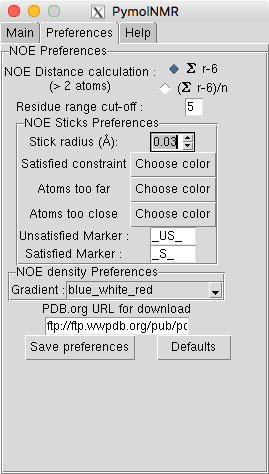 PymolNMR
Main Preferences Help
NOE Preferences
NOE Distance calculation : Σ r-6
(> 2 atoms) (Σ r-6)/n
Residue range cut-off : 5
NOE Sticks Preferences
Stick radius (Å): 0.03
Satisfied constraint Choose color
Atoms too far Choose color
Atoms too close Choose color
Unsatisfied Marker : _US_
Satisfied Marker : _S_
NOE density Preferences
Gradient : blue_white_red
PDB.org URL for download
ftp://ftp.wwpdb.org/pub/pd
Save preferences Defaults